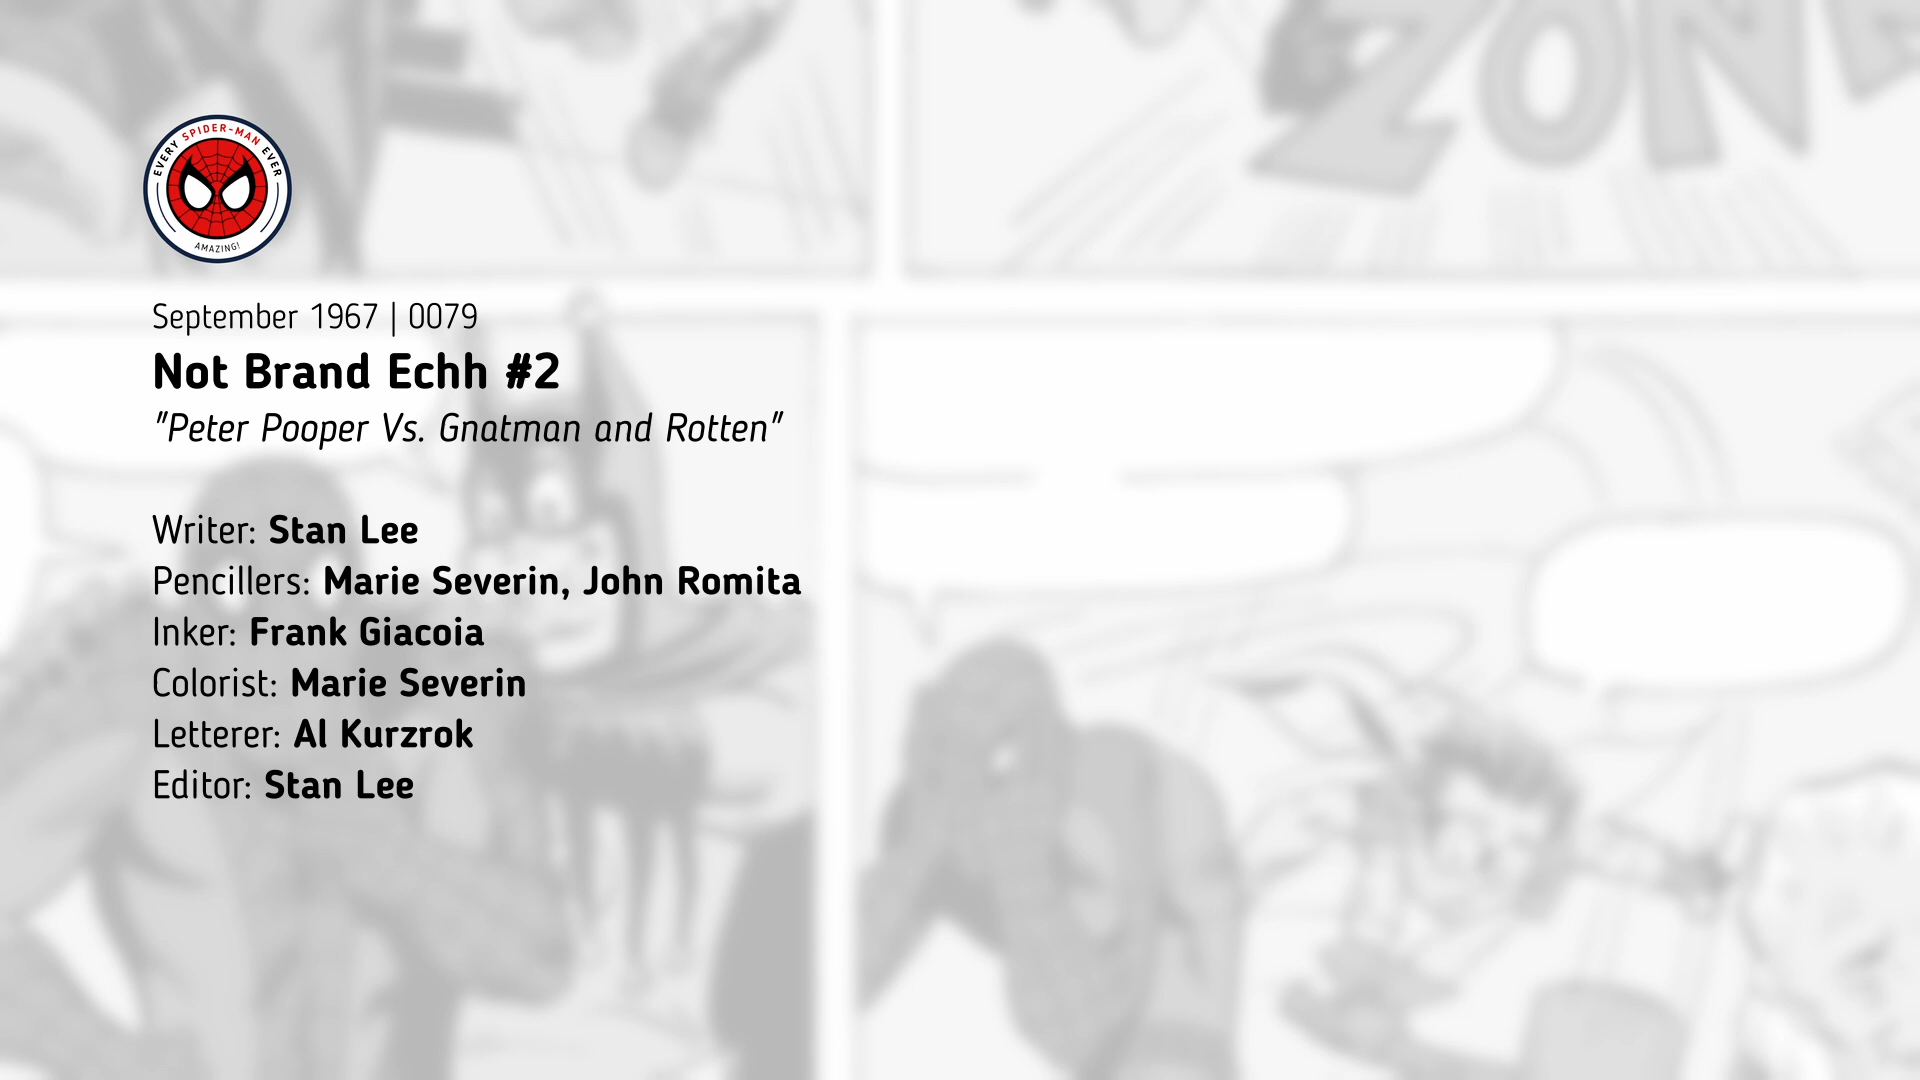 EVERY SPIDER-MAN EVER
AMAZING!
ZONE
September 1967 | 0079
Not Brand Echh #2
"Peter Pooper Vs. Gnatman and Rotten"
Writer: Stan Lee
Pencillers: Marie Severin, John Romita
Inker: Frank Giacoia
Colorist: Marie Severin
Letterer: Al Kurzrok
Editor: Stan Lee